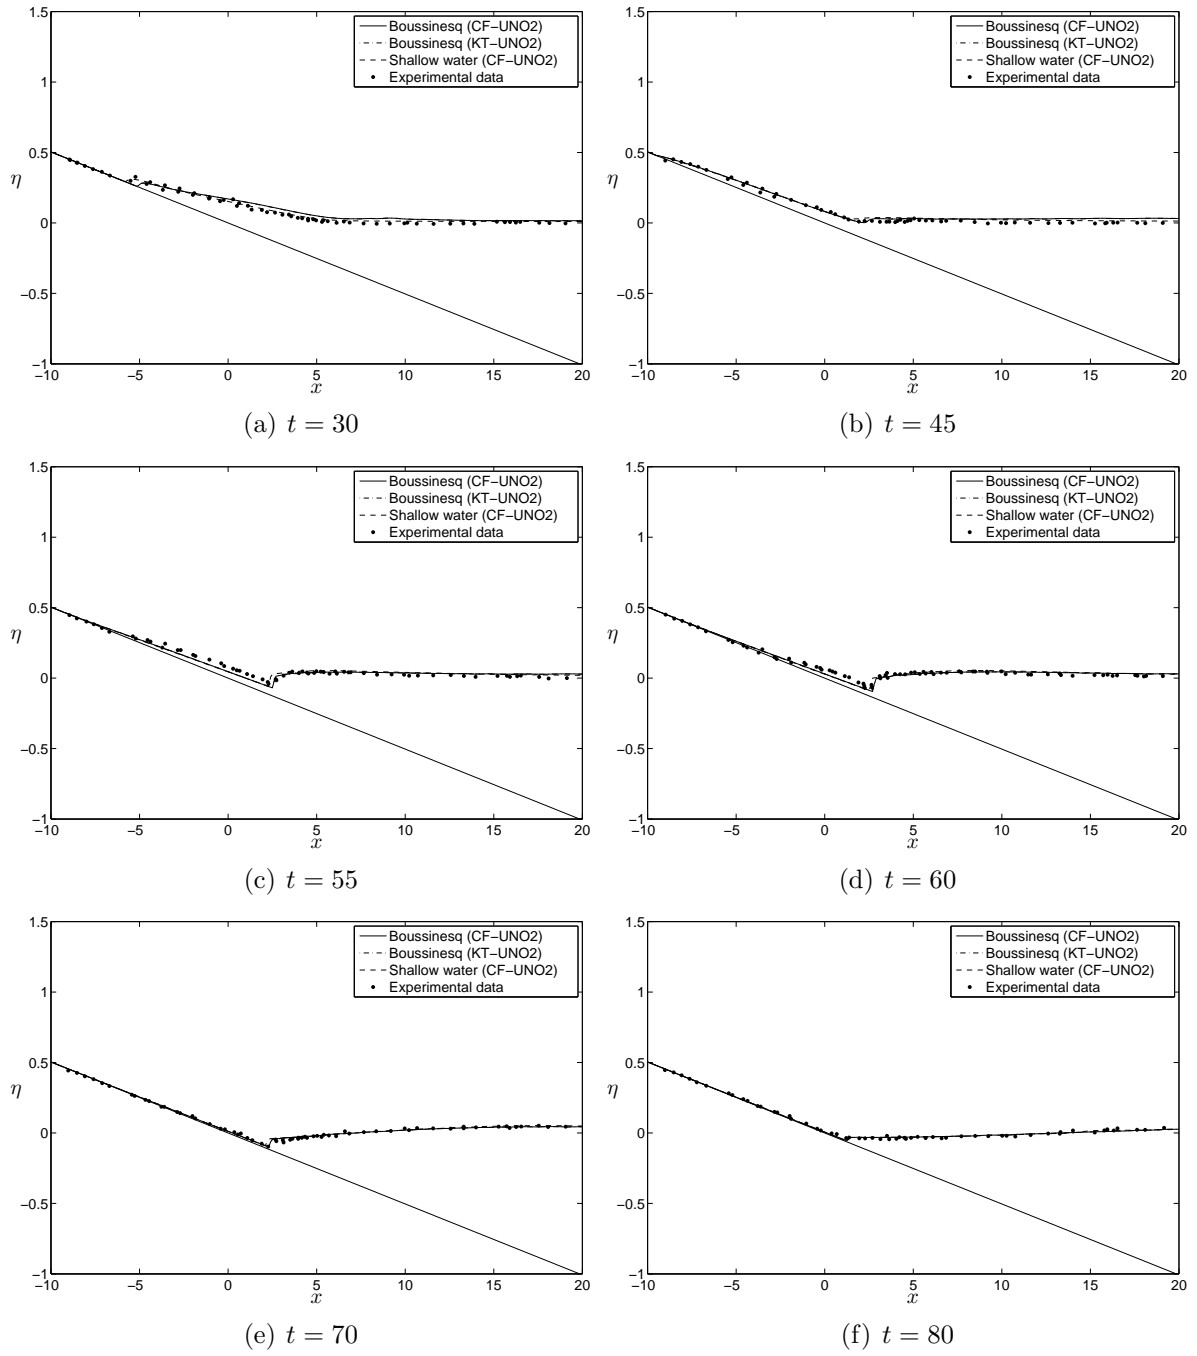 1.5
1
0.5
0
−0.5
−1
η
−10 −5 0 5 10 15 20
x
Boussinesq (CF−UNO2)
Boussinesq (KT−UNO2)
Shallow water (CF−UNO2)
Experimental data
(a) t = 30
1.5
1
0.5
0
−0.5
−1
η
−10 −5 0 5 10 15 20
x
Boussinesq (CF−UNO2)
Boussinesq (KT−UNO2)
Shallow water (CF−UNO2)
Experimental data
(b) t = 45
1.5
1
0.5
0
−0.5
−1
η
−10 −5 0 5 10 15 20
x
Boussinesq (CF−UNO2)
Boussinesq (KT−UNO2)
Shallow water (CF−UNO2)
Experimental data
(c) t = 55
1.5
1
0.5
0
−0.5
−1
η
−10 −5 0 5 10 15 20
x
Boussinesq (CF−UNO2)
Boussinesq (KT−UNO2)
Shallow water (CF−UNO2)
Experimental data
(d) t = 60
1.5
1
0.5
0
−0.5
−1
η
−10 −5 0 5 10 15 20
x
Boussinesq (CF−UNO2)
Boussinesq (KT−UNO2)
Shallow water (CF−UNO2)
Experimental data
(e) t = 70
1.5
1
0.5
0
−0.5
−1
η
−10 −5 0 5 10 15 20
x
Boussinesq (CF−UNO2)
Boussinesq (KT−UNO2)
Shallow water (CF−UNO2)
Experimental data
(f) t = 80